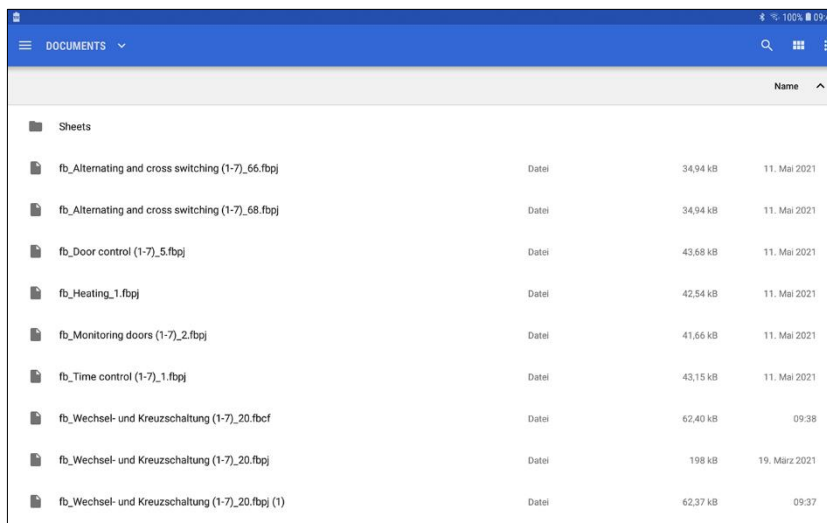 100% 09:
DOCUMENTS
Name
Sheets
fb_Alternating and cross switching (1-7)_66.fbpj Datei 34,94 kB 11. Mai 2021
fb_Alternating and cross switching (1-7)_68.fbpj Datei 34,94 kB 11. Mai 2021
fb_Door control (1-7)_5.fbpj Datei 43,68 kB 11. Mai 2021
fb_Heating_1.fbpj Datei 42,54 kB 11. Mai 2021
fb_Monitoring doors (1-7)_2.fbpj Datei 41,66 kB 11. Mai 2021
fb_Time control (1-7)_1.fbpj Datei 43,15 kB 11. Mai 2021
fb_Wechsel- und Kreuzschaltung (1-7)_20.fbcf Datei 62,40 kB 09:38
fb_Wechsel- und Kreuzschaltung (1-7)_20.fbpj Datei 198 kB 19. März 2021
fb_Wechsel- und Kreuzschaltung (1-7)_20.fbpj (1) Datei 62,37 kB 09:37